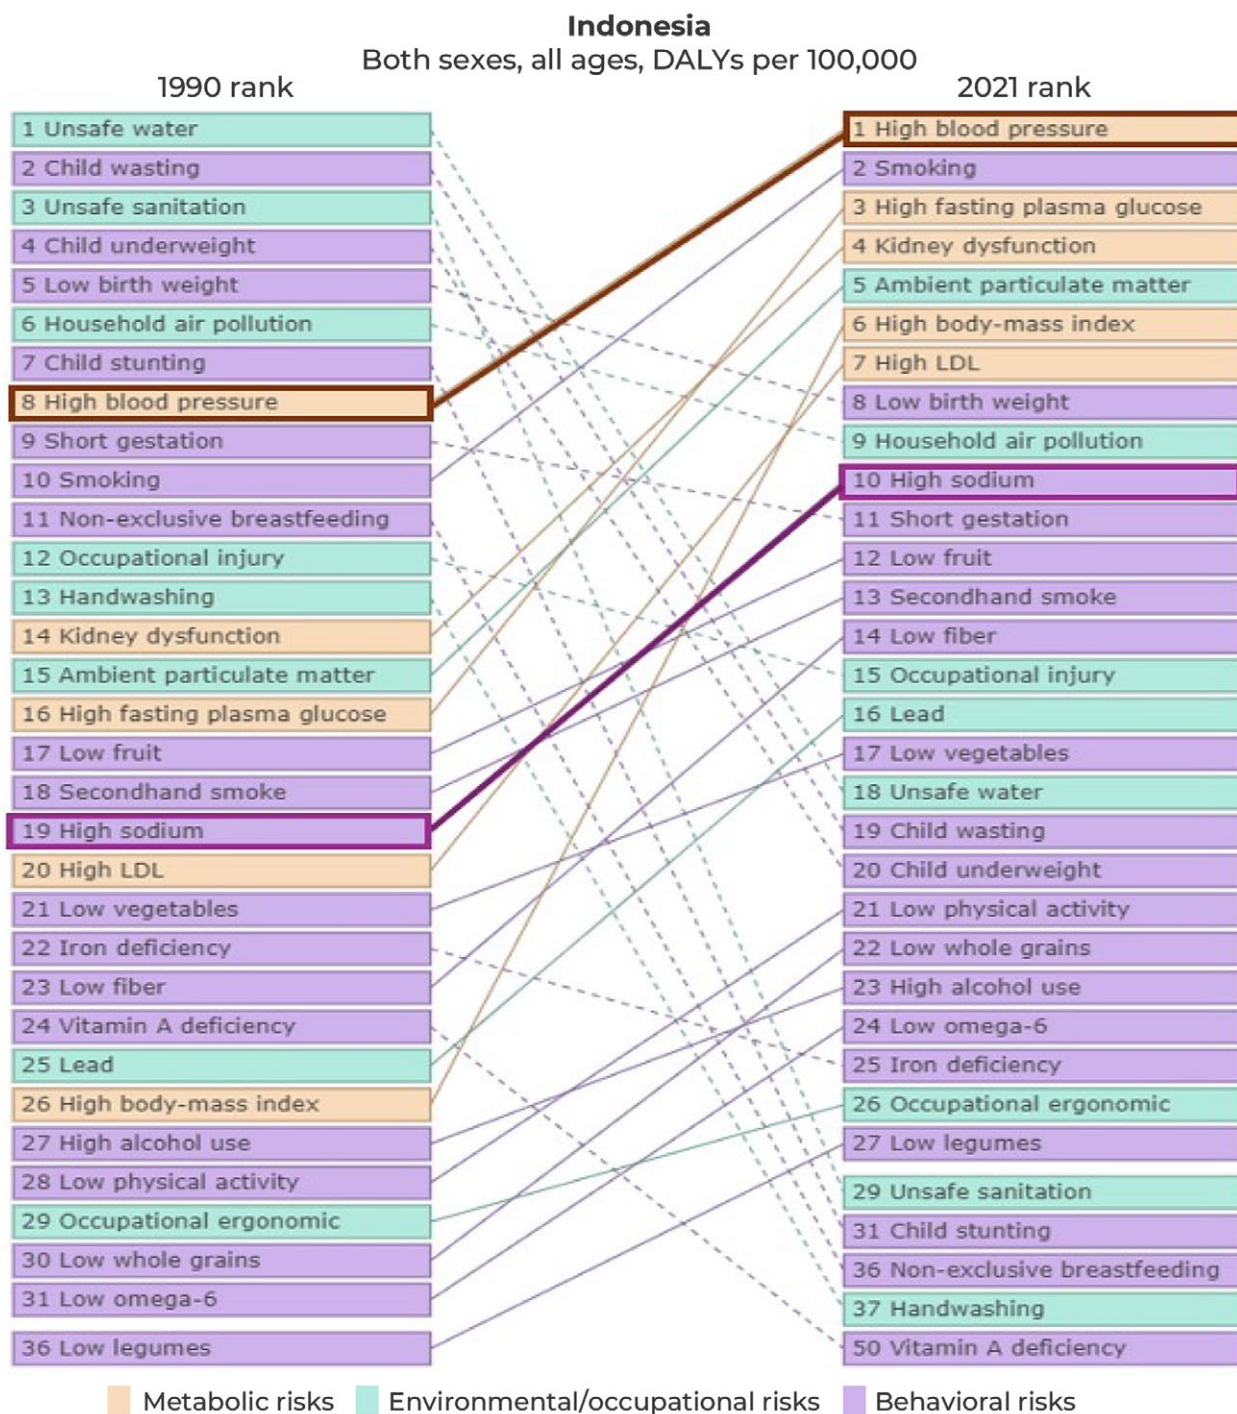 Indonesia
Both sexes, all ages, DALYs per 100,000
1990 rank
1 Unsafe water
2 Child wasting
3 Unsafe sanitation
4 Child underweight
5 Low birth weight
6 Household air pollution
7 Child stunting
8 High blood pressure
9 Short gestation
10 Smoking
11 Non-exclusive breastfeeding
12 Occupational injury
13 Handwashing
14 Kidney dysfunction
15 Ambient particulate matter
16 High fasting plasma glucose
17 Low fruit
18 Secondhand smoke
19 High sodium
20 High LDL
21 Low vegetables
22 Iron deficiency
23 Low fiber
24 Vitamin A deficiency
25 Lead
26 High body-mass index
27 High alcohol use
28 Low physical activity
29 Occupational ergonomic
30 Low whole grains
31 Low omega-6
36 Low legumes
2021 rank
1 High blood pressure
2 Smoking
3 High fasting plasma glucose
4 Kidney dysfunction
5 Ambient particulate matter
6 High body-mass index
7 High LDL
8 Low birth weight
9 Household air pollution
10 High sodium
11 Short gestation
12 Low fruit
13 Secondhand smoke
14 Low fiber
15 Occupational injury
16 Lead
17 Low vegetables
18 Unsafe water
19 Child wasting
20 Child underweight
21 Low physical activity
22 Low whole grains
23 High alcohol use
24 Low omega-6
25 Iron deficiency
26 Occupational ergonomic
27 Low legumes
29 Unsafe sanitation
31 Child stunting
36 Non-exclusive breastfeeding
37 Handwashing
50 Vitamin A deficiency
Metabolic risks
Environmental/occupational risks
Behavioral risks